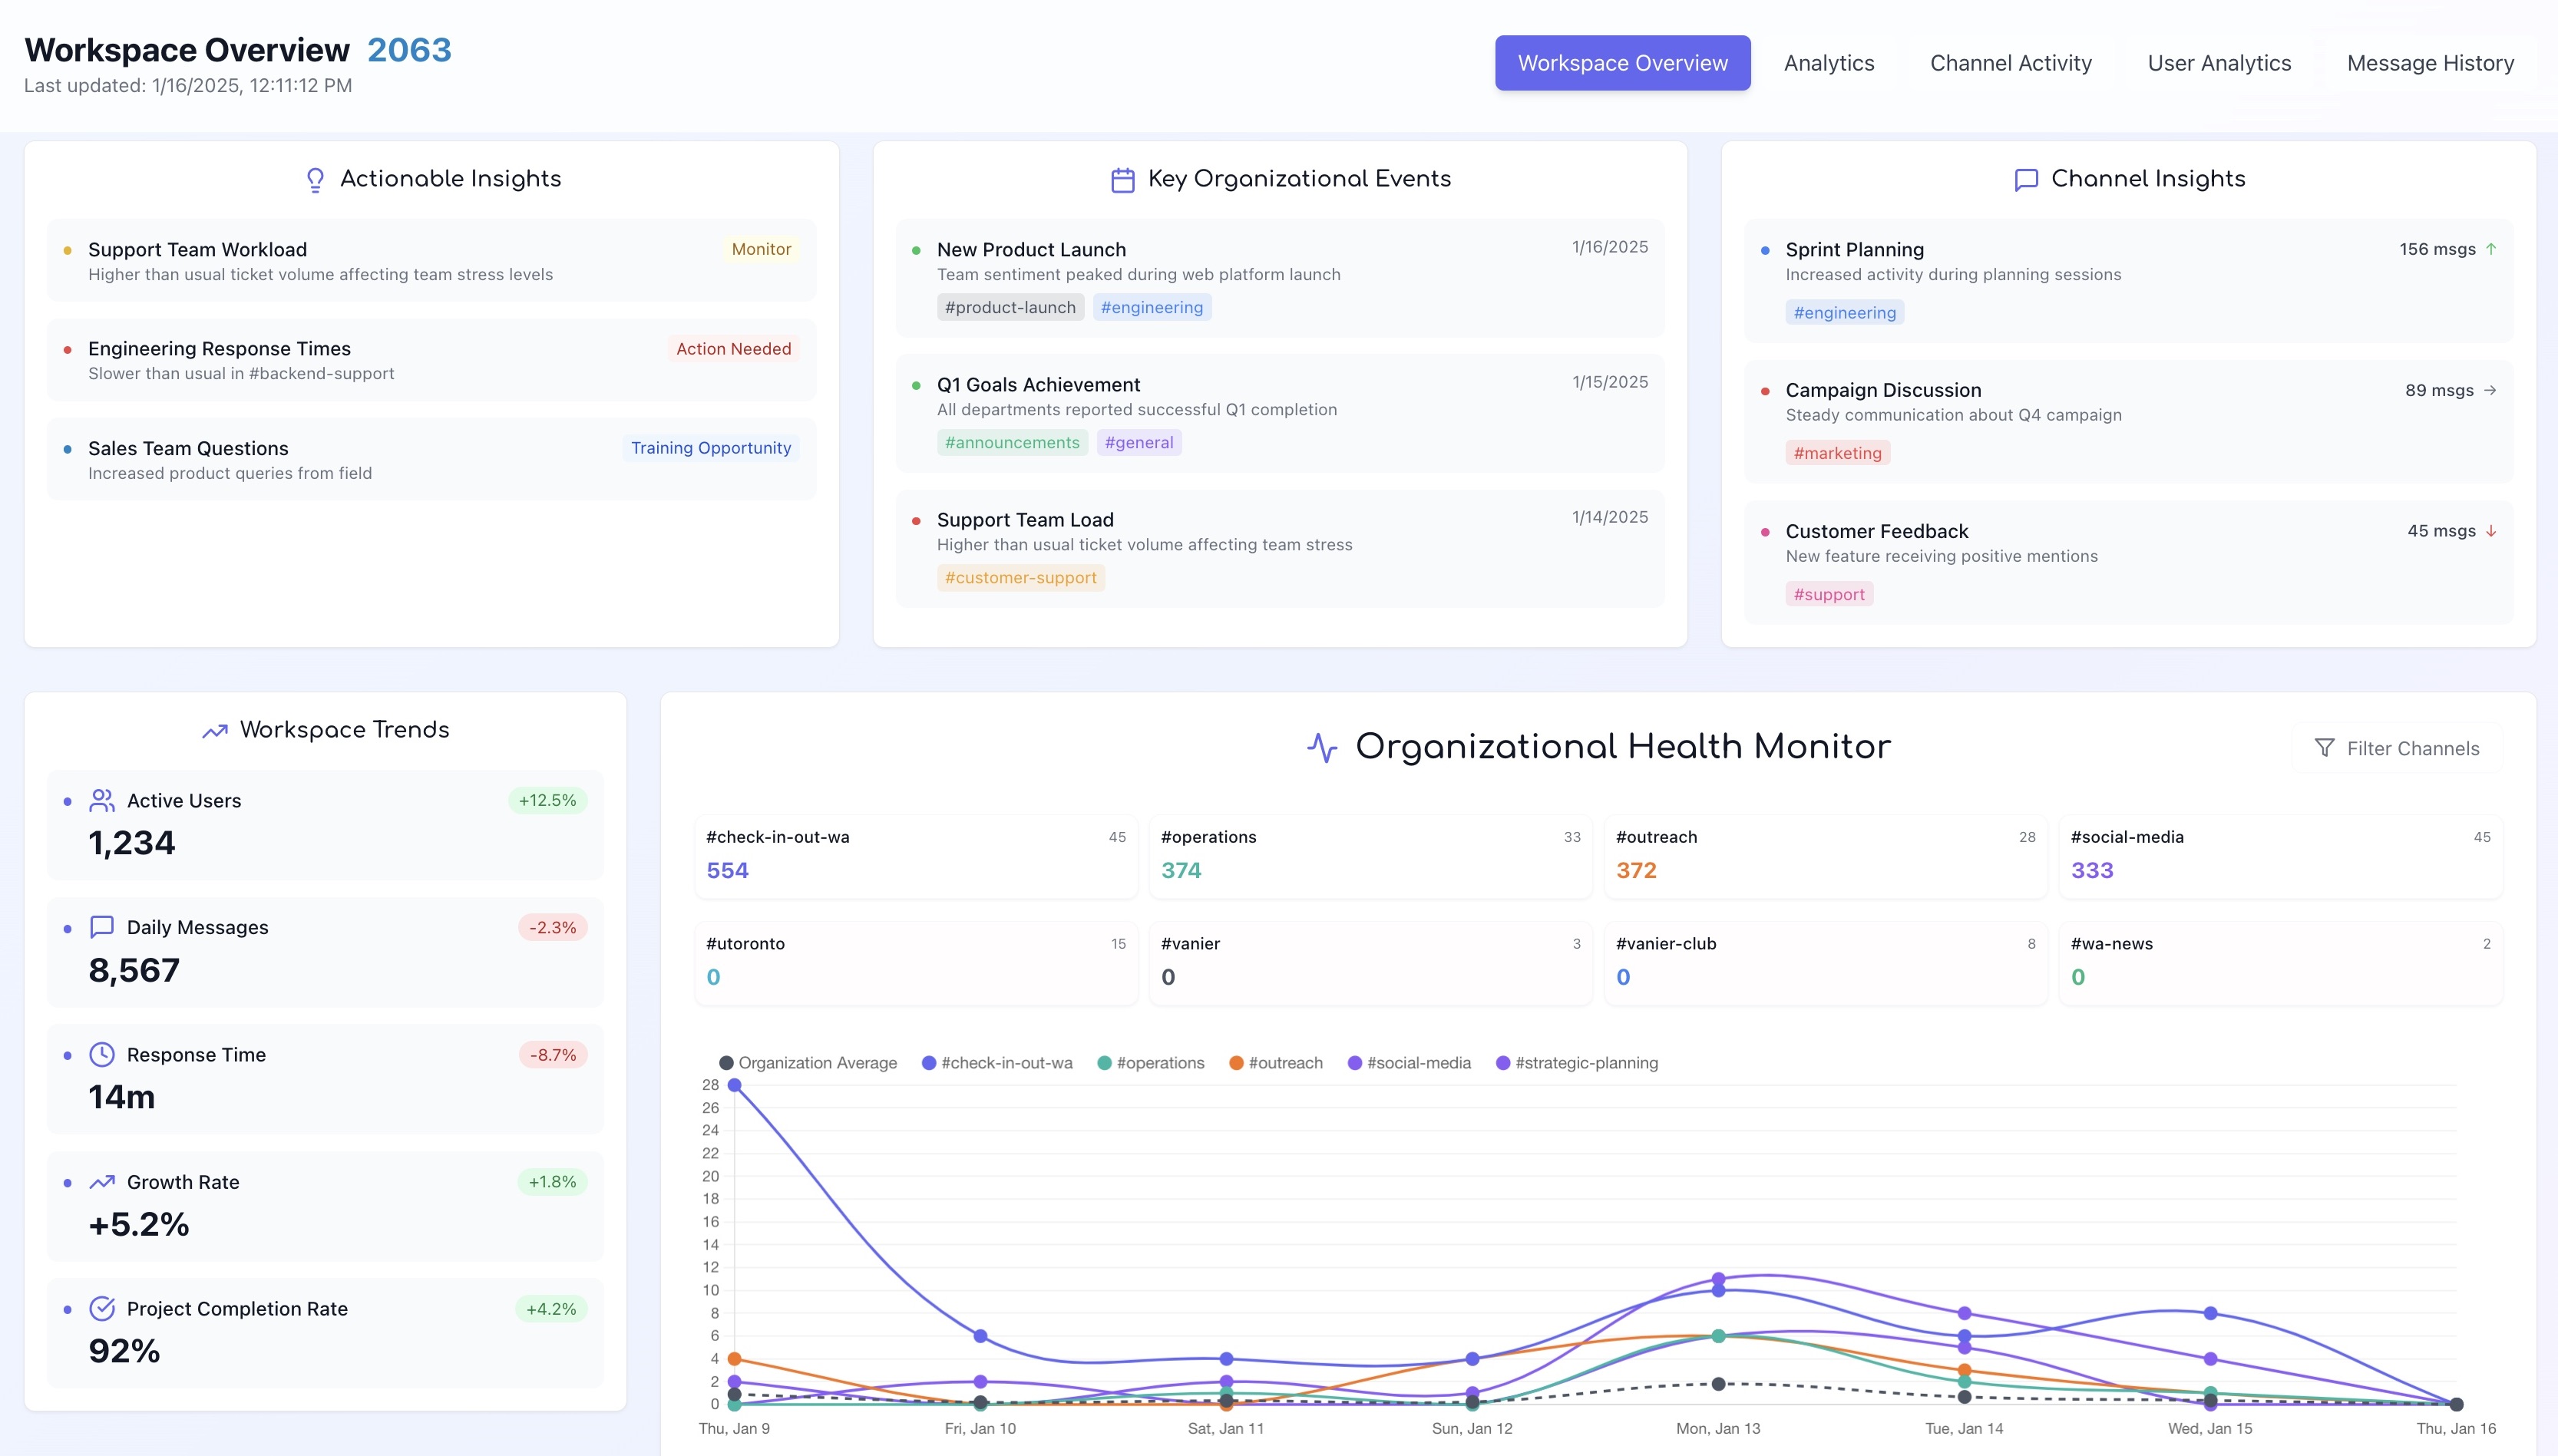 Workspace Overview 2063
Last updated: 1/16/2025, 12:11:12 PM
Workspace Overview
Analytics
Channel Activity
User Analytics
Message History
Actionable Insights
Support Team Workload
Monitor
Higher than usual ticket volume affecting team stress levels
Engineering Response Times
Action Needed
Slower than usual in #backend-support
Sales Team Questions
Training Opportunity
Increased product queries from field
Key Organizational Events
New Product Launch
1/16/2025
Team sentiment peaked during web platform launch
#product-launch #engineering
Q1 Goals Achievement
1/15/2025
All departments reported successful Q1 completion
#announcements #general
Support Team Load
1/14/2025
Higher than usual ticket volume affecting team stress
#customer-support
Channel Insights
Sprint Planning
156 msgs ↑
Increased activity during planning sessions
#engineering
Campaign Discussion
89 msgs →
Steady communication about Q4 campaign
#marketing
Customer Feedback
45 msgs ↓
New feature receiving positive mentions
#support
Workspace Trends
Active Users
+12.5%
1,234
Daily Messages
-2.3%
8,567
Response Time
-8.7%
14m
Growth Rate
+1.8%
+5.2%
Project Completion Rate
+4.2%
92%
Organizational Health Monitor
Filter Channels
#check-in-out-wa 45
554
#operations 33
374
#outreach 28
372
#social-media 45
333
#utoronto 15
0
#vanier 3
0
#vanier-club 8
0
#wa-news 2
0
Organization Average #check-in-out-wa #operations #outreach #social-media #strategic-planning
28
26
24
22
20
18
16
14
12
10
8
6
4
2
0
Thu, Jan 9 Fri, Jan 10 Sat, Jan 11 Sun, Jan 12 Mon, Jan 13 Tue, Jan 14 Wed, Jan 15 Thu, Jan 16